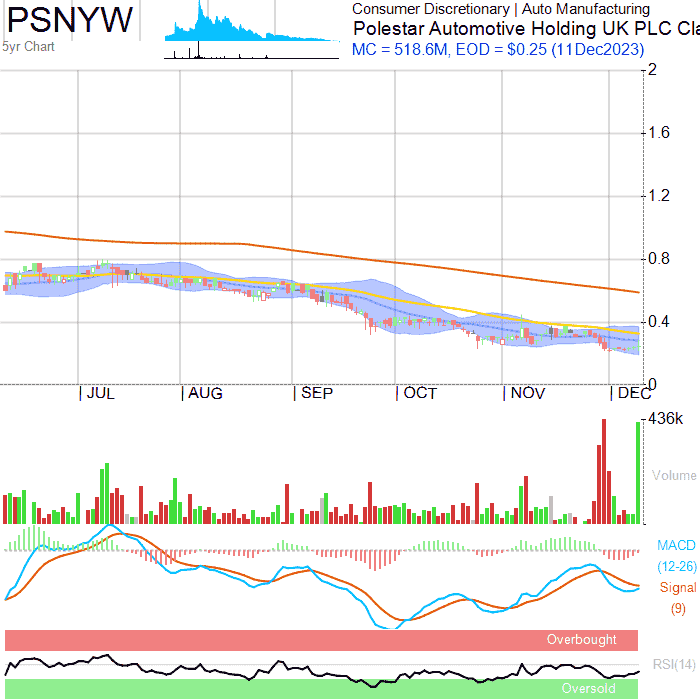 PSNYW
5yr Chart
Consumer Discretionary | Auto Manufacturing
Polestar Automotive Holding UK PLC Cla
MC = 518.6M, EOD = $0.25 (11Dec2023)
2
1.6
1.2
0.8
0.4
0
| JUL | AUG | SEP | OCT | NOV | DEC
436k
Volume
MACD
(12-26)
Signal
(9)
Overbought
RSI(14)
Oversold